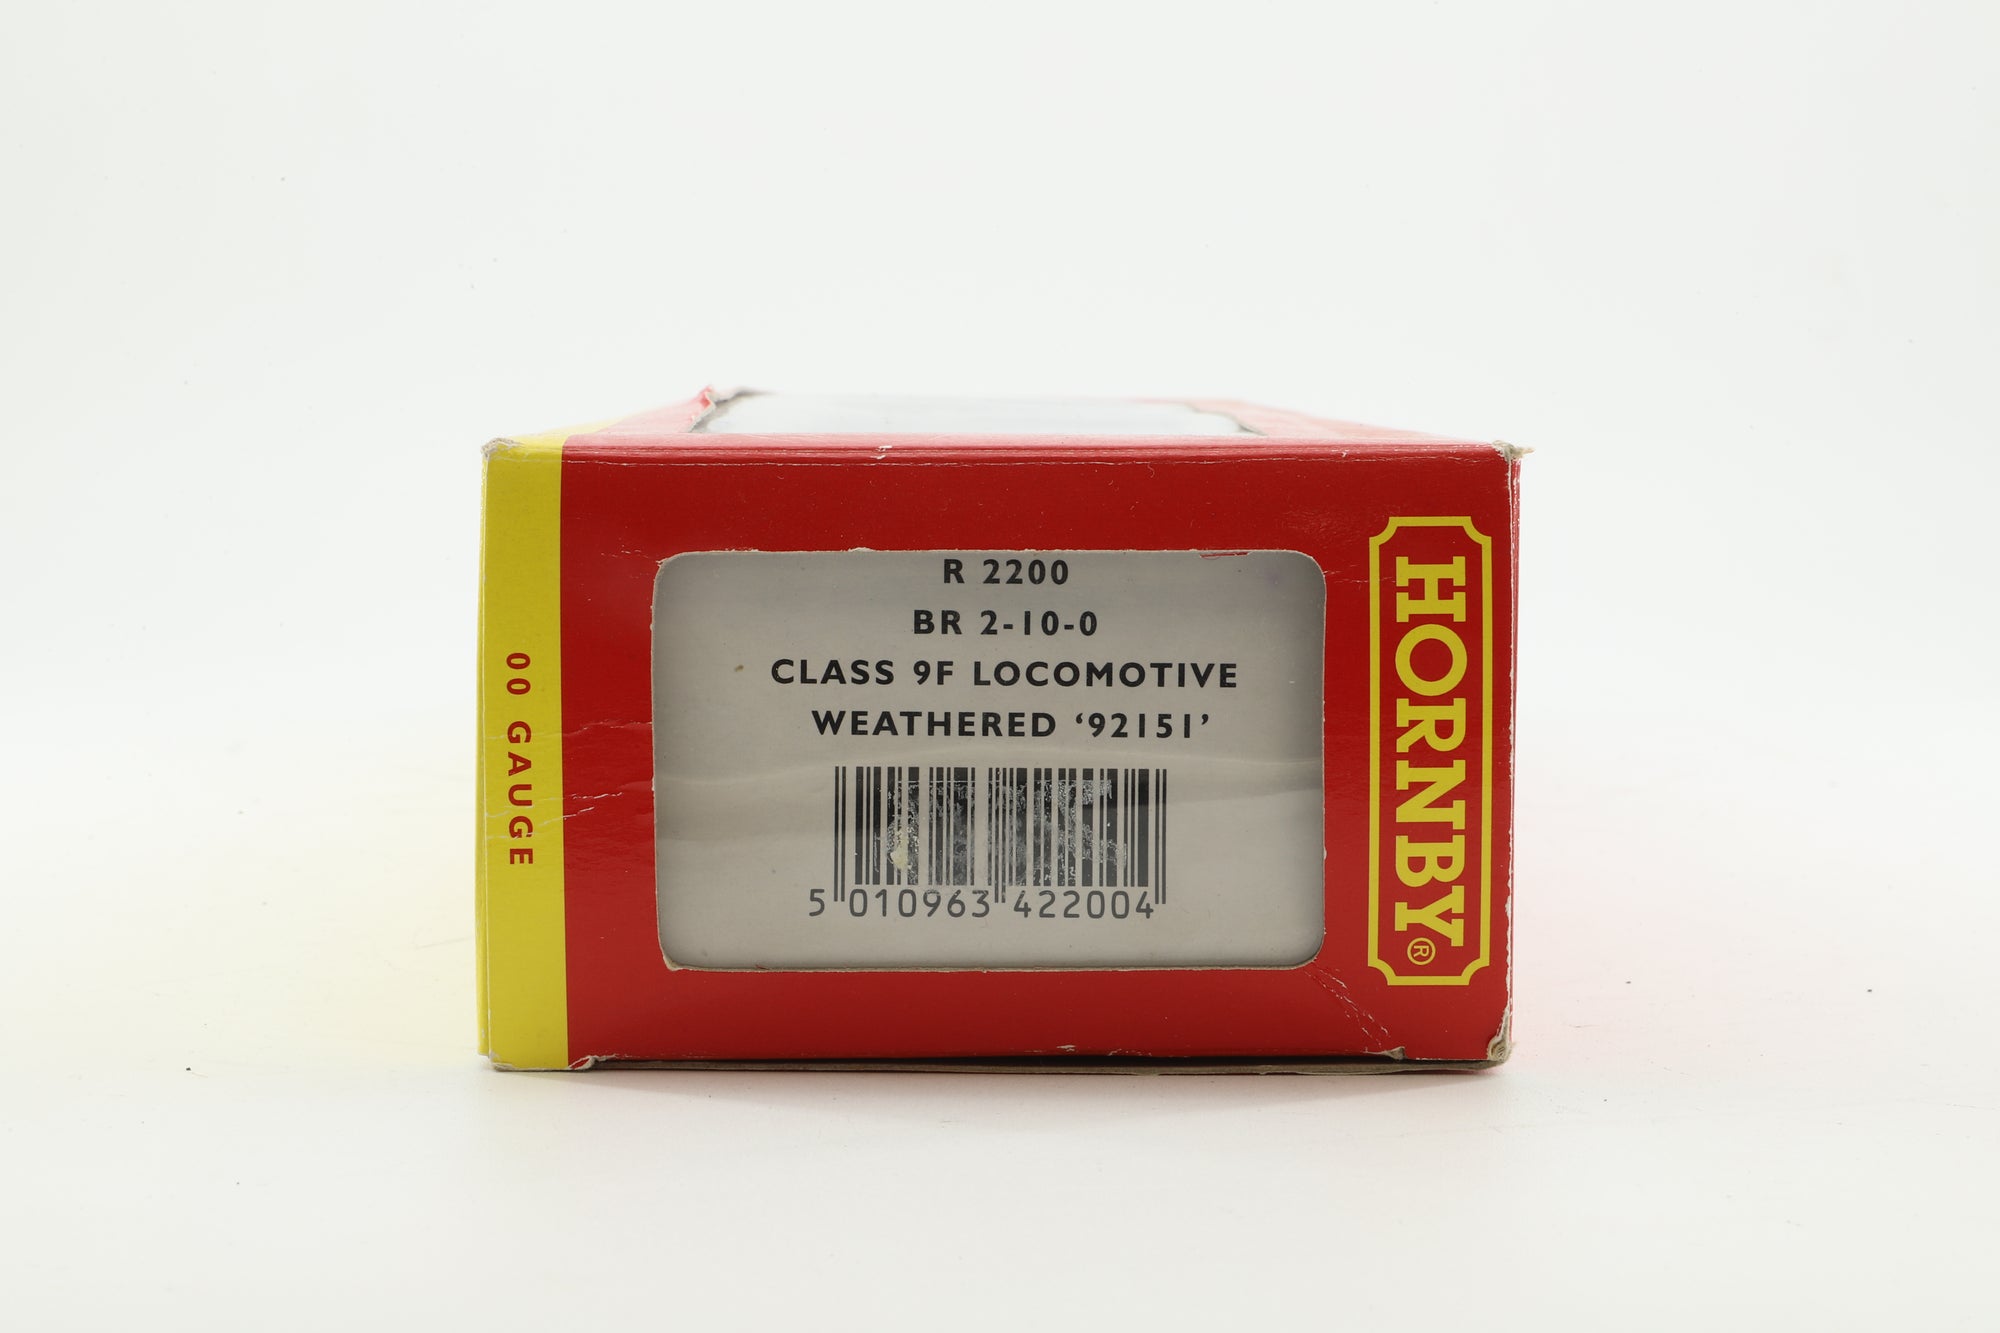 00 GAUGE
R 2200
BR 2-10-0
CLASS 9F LOCOMOTIVE
WEATHERED ‘92151’
5 010963 422004
HORNBY®